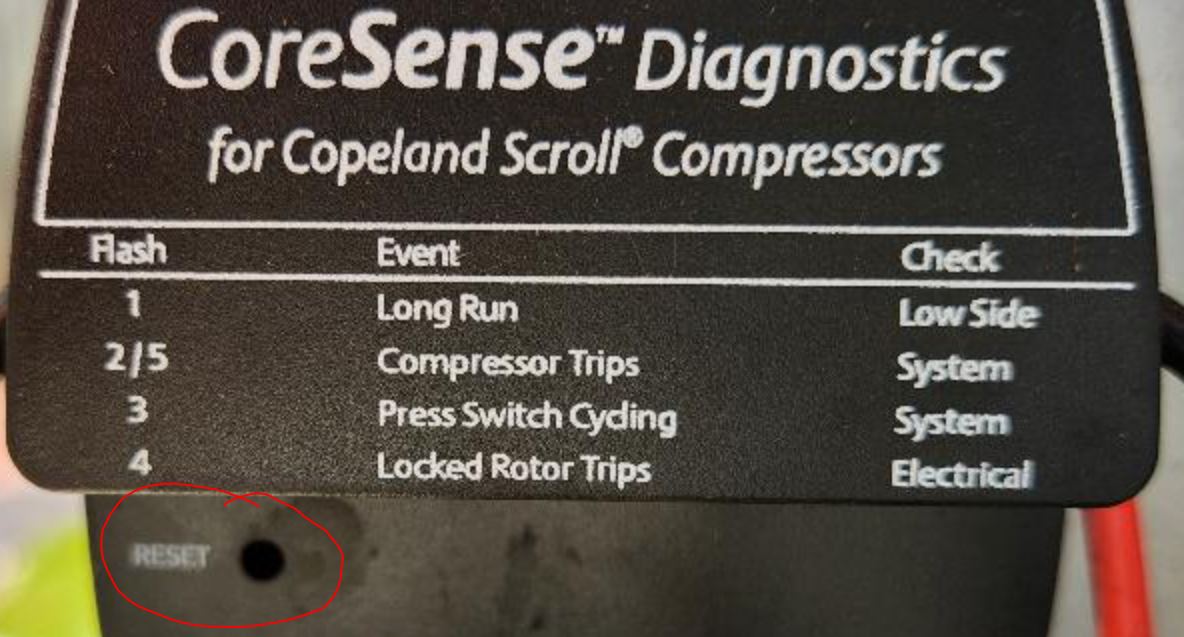 CoreSense™ Diagnostics
for Copeland Scroll® Compressors
Flash Event Check
1 Long Run Low Side
2/5 Compressor Trips System
3 Press Switch Cycling System
4 Locked Rotor Trips Electrical
RESET